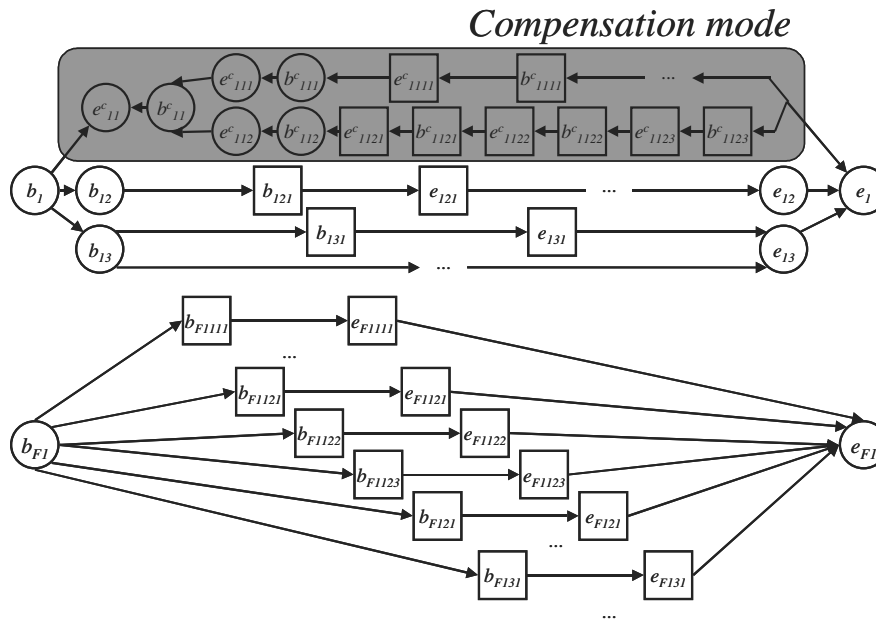 Compensation mode
e^c_111 b^c_111 e^c_1111 b^c_1111 ...
e^c_11 b^c_11
e^c_112 b^c_112 e^c_1121 b^c_1121 e^c_1122 b^c_1122 e^c_1123 b^c_1123
b_1 b_12 b_121 e_121 ... e_12 e_1
b_131 e_131
b_13 e_13
...
b_F1111 e_F1111
...
b_F1121 e_F1121
b_F1122 e_F1122
b_F1 e_F1
b_F1123 e_F1123
b_F121 e_F121
...
b_F131 e_F131
...